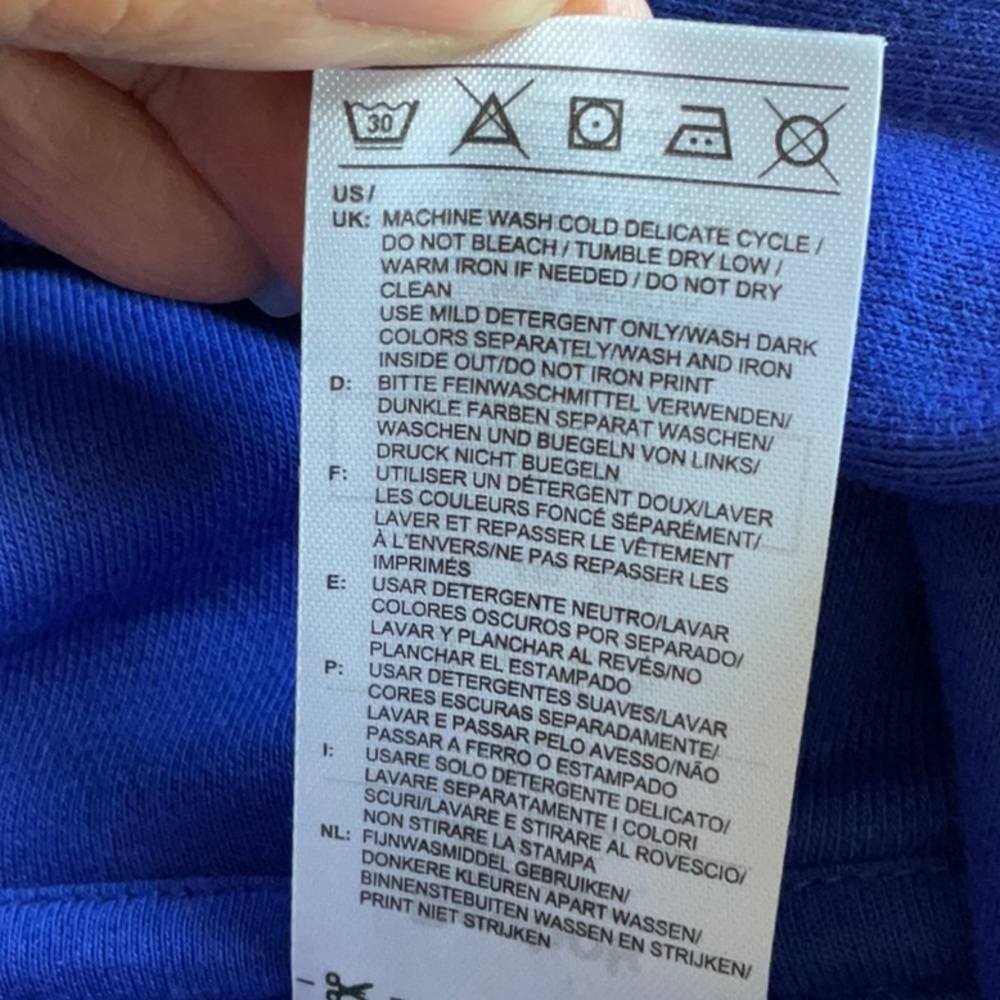 30
US/
UK: MACHINE WASH COLD DELICATE CYCLE /
DO NOT BLEACH / TUMBLE DRY LOW /
WARM IRON IF NEEDED / DO NOT DRY
CLEAN
USE MILD DETERGENT ONLY/WASH DARK
COLORS SEPARATELY/WASH AND IRON
INSIDE OUT/DO NOT IRON PRINT
D: BITTE FEINWASCHMITTEL VERWENDEN/
DUNKLE FARBEN SEPARAT WASCHEN/
WASCHEN UND BUEGELN VON LINKS/
DRUCK NICHT BUEGELN
F: UTILISER UN DÉTERGENT DOUX/LAVER
LES COULEURS FONCÉ SÉPARÉMENT/
LAVER ET REPASSER LE VÊTEMENT
À L'ENVERS/NE PAS REPASSER LES
IMPRIMÉS
E: USAR DETERGENTE NEUTRO/LAVAR
COLORES OSCUROS POR SEPARADO/
LAVAR Y PLANCHAR AL REVÉS/NO
PLANCHAR EL ESTAMPADO
P: USAR DETERGENTES SUAVES/LAVAR
CORES ESCURAS SEPARADAMENTE/
LAVAR E PASSAR PELO AVESSO/NÃO
PASSAR A FERRO O ESTAMPADO
I: USARE SOLO DETERGENTE DELICATO/
LAVARE SEPARATAMENTE I COLORI
SCURI/LAVARE E STIRARE AL ROVESCIO/
NON STIRARE LA STAMPA
NL: FIJNWASMIDDEL GEBRUIKEN/
DONKERE KLEUREN APART WASSEN/
BINNENSTEBUITEN WASSEN EN STRIJKEN/
PRINT NIET STRIJKEN